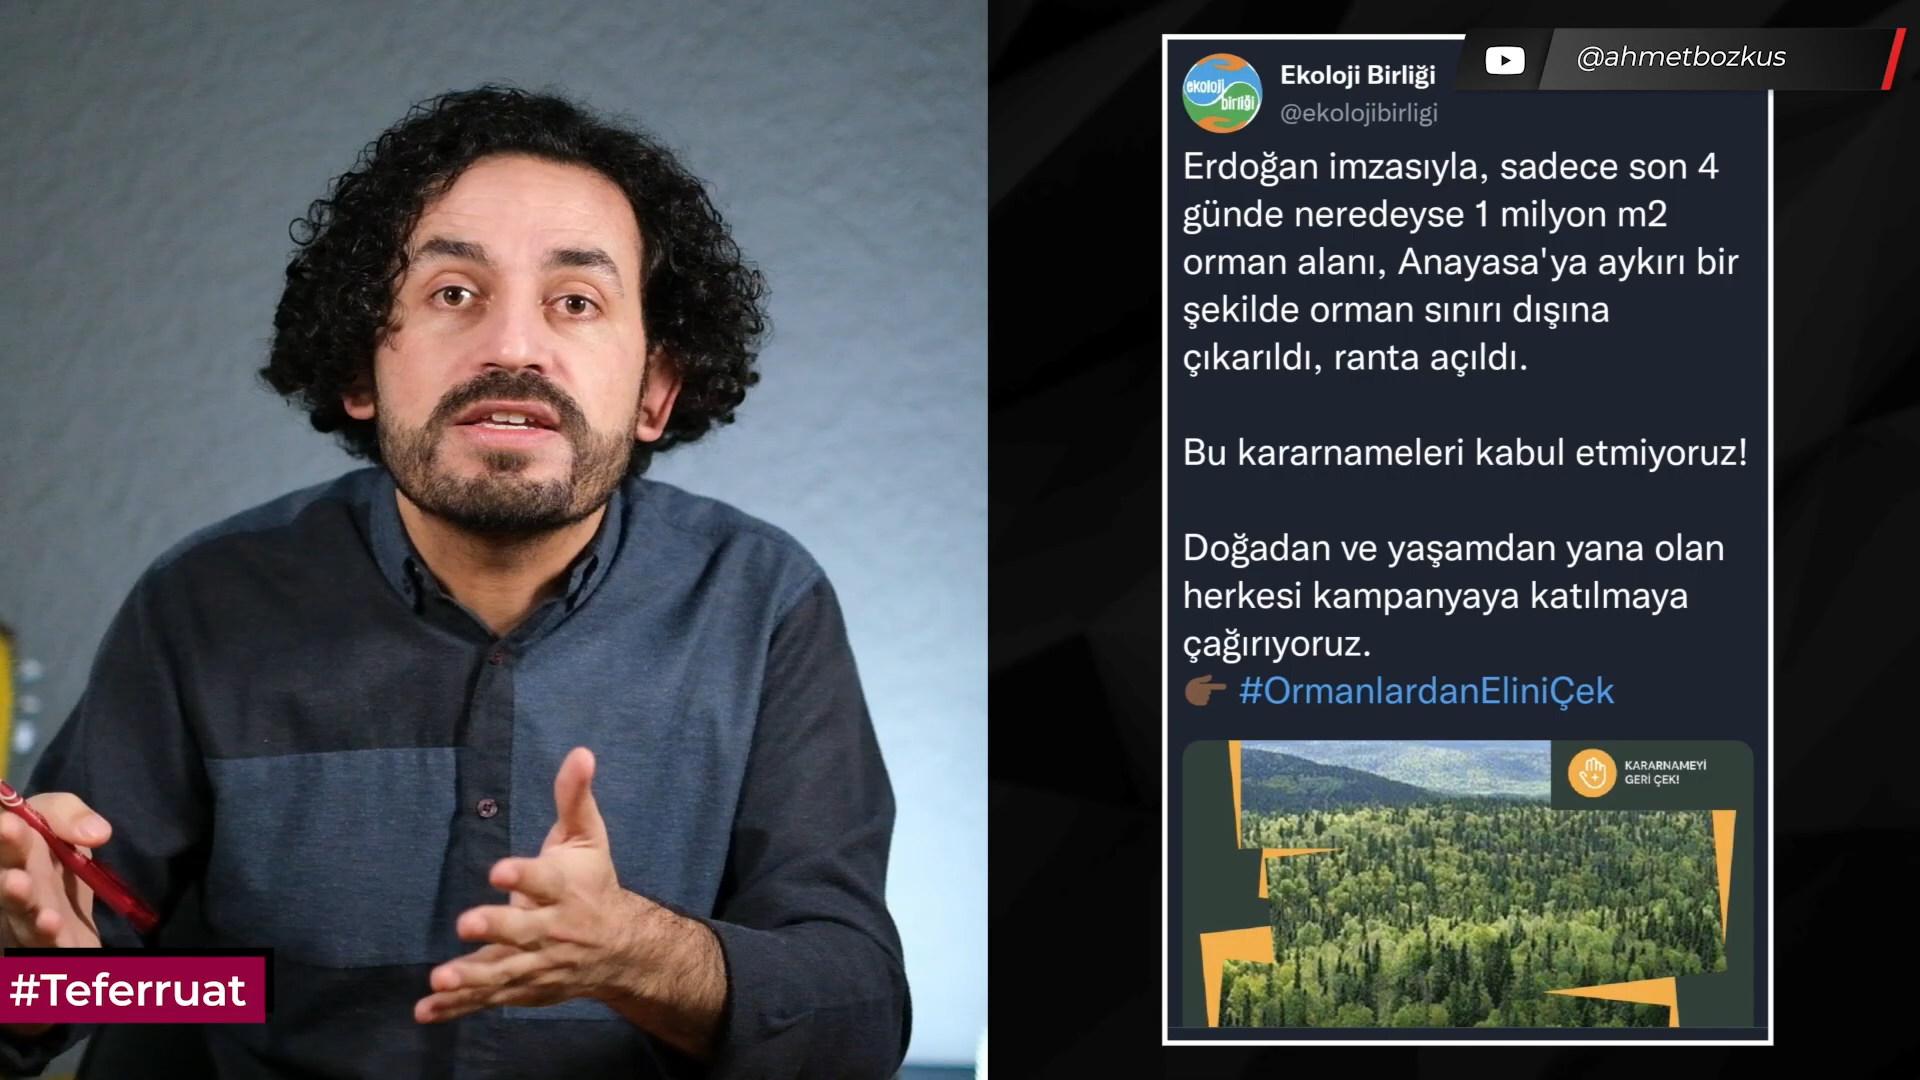 @ahmetbozkus
ekoloji
birliği
Ekoloji Birliği
@ekolojibirligi
Erdoğan imzasıyla, sadece son 4
günde neredeyse 1 milyon m2
orman alanı, Anayasa'ya aykırı bir
şekilde orman sınırı dışına
çıkarıldı, ranta açıldı.
Bu kararnameleri kabul etmiyoruz!
Doğadan ve yaşamdan yana olan
herkesi kampanyaya katılmaya
çağırıyoruz.
#OrmanlardanEliniÇek
KARARNAMEYİ
GERİ ÇEK!
#Teferruat